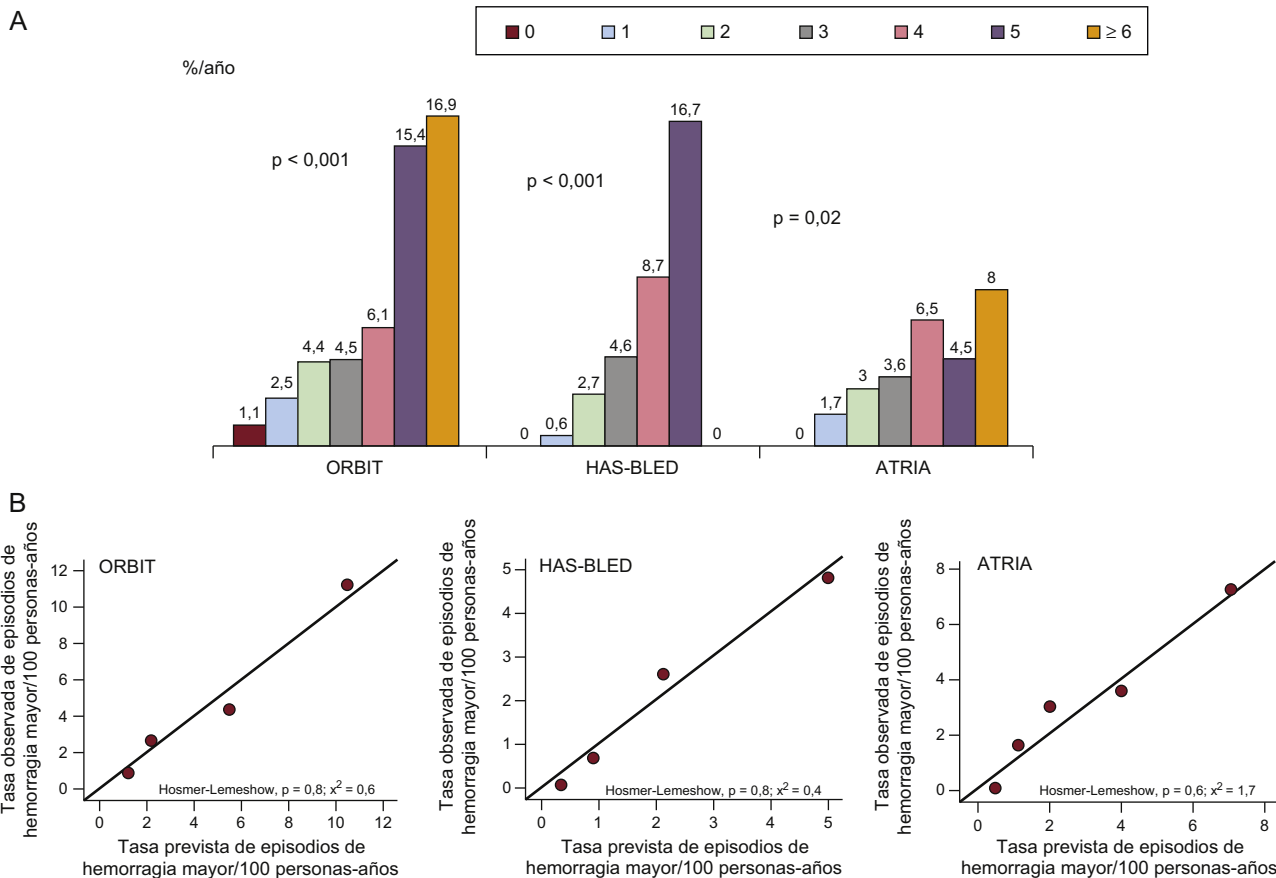 A
0 1 2 3 4 5 ≥ 6
%/año
p < 0,001
1,1
2,5
4,4
4,5
6,1
15,4
16,9
ORBIT
p < 0,001
0
0,6
2,7
4,6
8,7
16,7
0
HAS-BLED
p = 0,02
0
1,7
3
3,6
6,5
4,5
8
ATRIA
B
Tasa observada de episodios de
hemorragia mayor/100 personas-años
ORBIT
12
10
8
6
4
2
0
Hosmer-Lemeshow, p = 0,8; x² = 0,6
0 2 4 6 8 10 12
Tasa prevista de episodios de
hemorragia mayor/100 personas-años
Tasa observada de episodios de
hemorragia mayor/100 personas-años
HAS-BLED
5
4
3
2
1
0
Hosmer-Lemeshow, p = 0,8; x² = 0,4
0 1 2 3 4 5
Tasa prevista de episodios de
hemorragia mayor/100 personas-años
Tasa observada de episodios de
hemorragia mayor/100 personas-años
ATRIA
8
6
4
2
0
Hosmer-Lemeshow, p = 0,6; x² = 1,7
0 2 4 6 8
Tasa prevista de episodios de
hemorragia mayor/100 personas-años